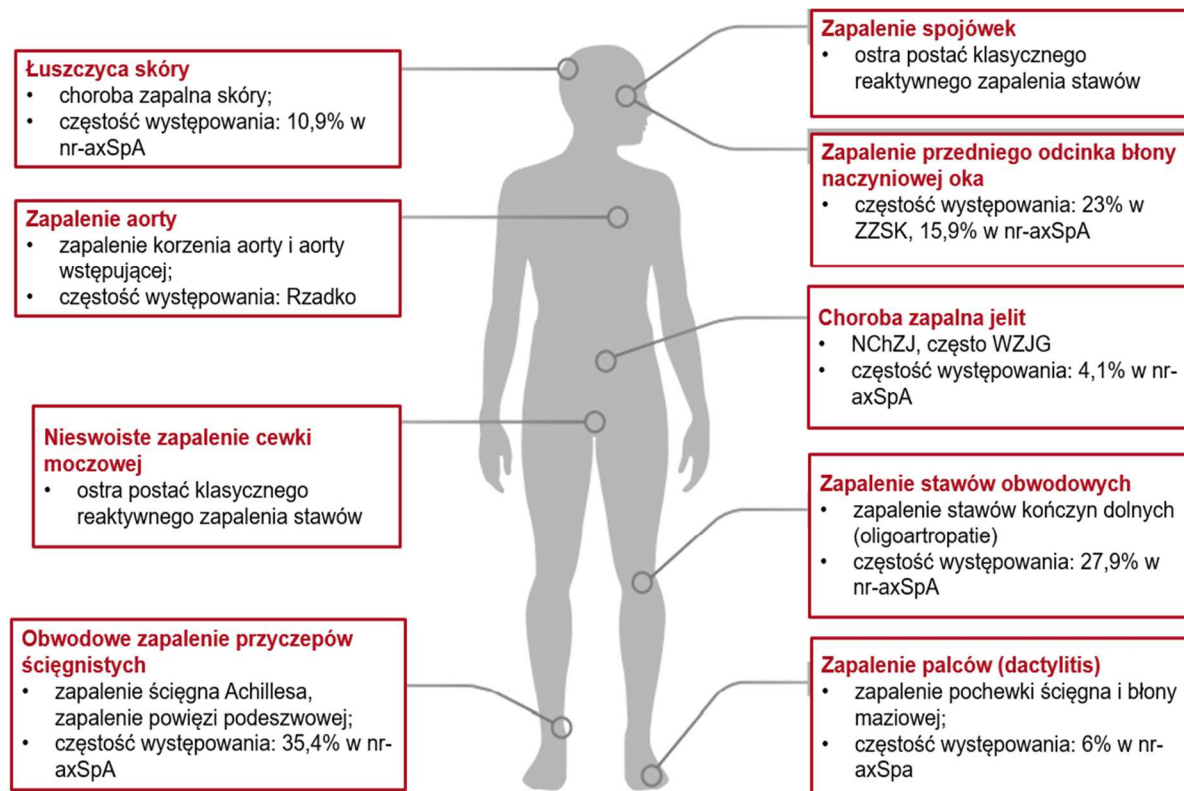 Łuszczyca skóry
• choroba zapalna skóry;
• częstość występowania: 10,9% w
nr-axSpA
Zapalenie aorty
• zapalenie korzenia aorty i aorty
wstępującej;
• częstość występowania: Rzadko
Nieswoiste zapalenie cewki
moczowej
• ostra postać klasycznego
reaktywnego zapalenia stawów
Obwodowe zapalenie przyczepów
ścięgnistych
• zapalenie ścięgna Achillesa,
zapalenie powięzi podeszwowej;
• częstość występowania: 35,4% w nr-
axSpA
Zapalenie spojówek
• ostra postać klasycznego
reaktywnego zapalenia stawów
Zapalenie przedniego odcinka błony
naczyniowej oka
• częstość występowania: 23% w
ZZSK, 15,9% w nr-axSpA
Choroba zapalna jelit
• NChZJ, często WZJG
• częstość występowania: 4,1% w nr-
axSpA
Zapalenie stawów obwodowych
• zapalenie stawów kończyn dolnych
(oligoartropatie)
• częstość występowania: 27,9% w
nr-axSpA
Zapalenie palców (dactylitis)
• zapalenie pochewki ścięgna i błony
maziowej;
• częstość występowania: 6% w nr-
axSpa